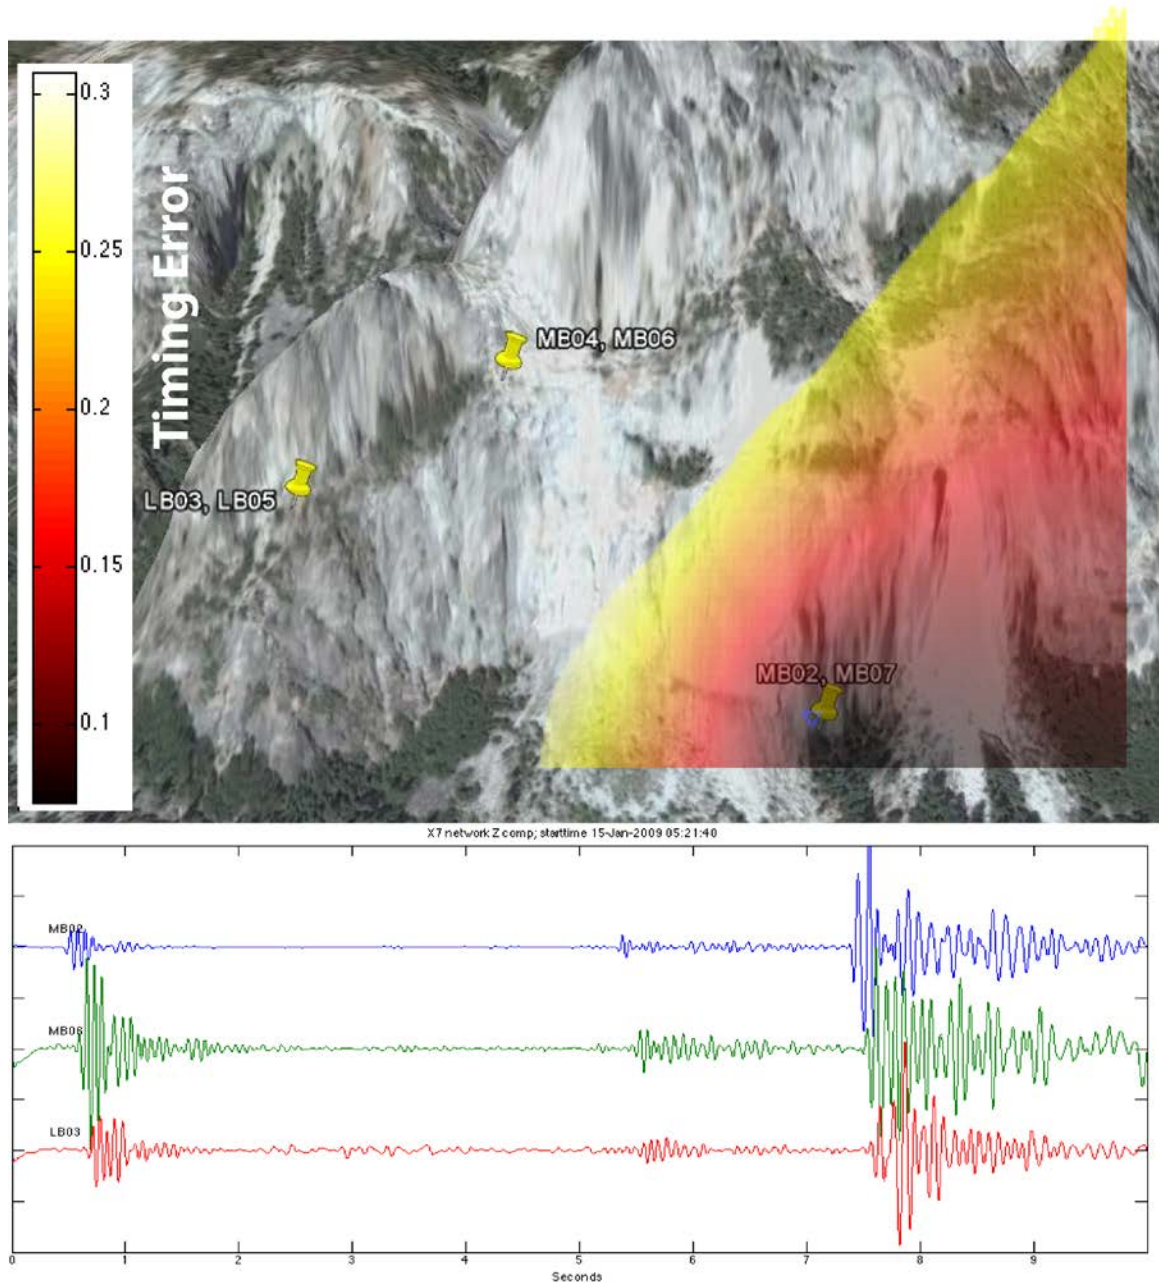 0.3
0.25
0.2
0.15
0.1
Timing Error
MB04, MB06
LB03, LB05
MB02, MB07
X7 network Z comp; starttime 15-Jan-2009 05:21:40
MB02
MB06
LB03
0 1 2 3 4 5 6 7 8 9
Seconds